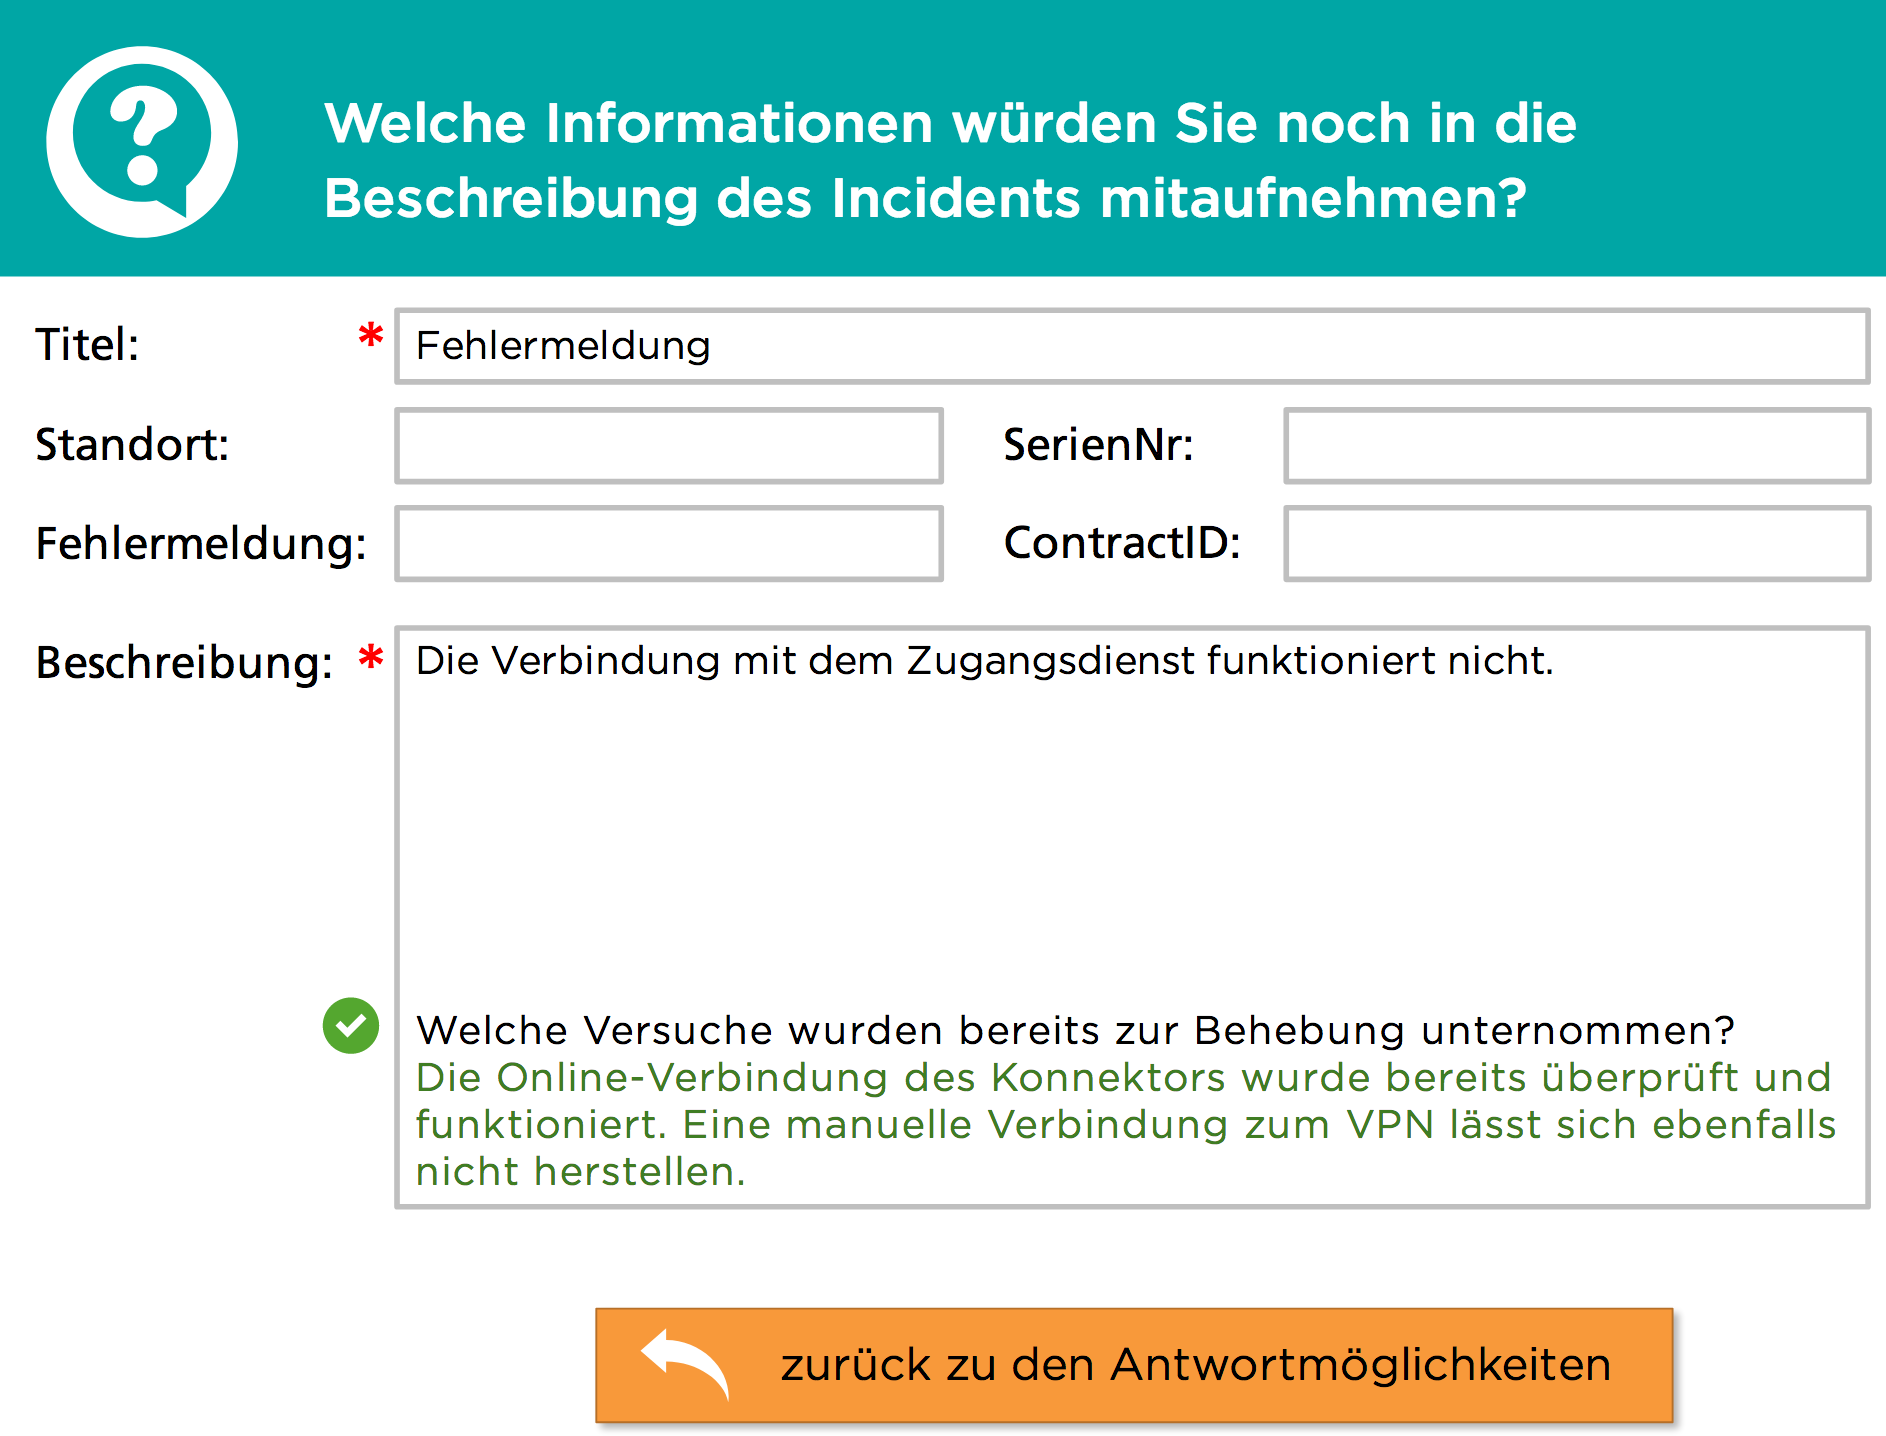 Welche Informationen würden Sie noch in die
Beschreibung des Incidents mitaufnehmen?
Titel: * Fehlermeldung
Standort: SerienNr:
Fehlermeldung: ContractID:
Beschreibung: * Die Verbindung mit dem Zugangsdienst funktioniert nicht.
Welche Versuche wurden bereits zur Behebung unternommen?
Die Online-Verbindung des Konnektors wurde bereits überprüft und
funktioniert. Eine manuelle Verbindung zum VPN lässt sich ebenfalls
nicht herstellen.
zurück zu den Antwortmöglichkeiten